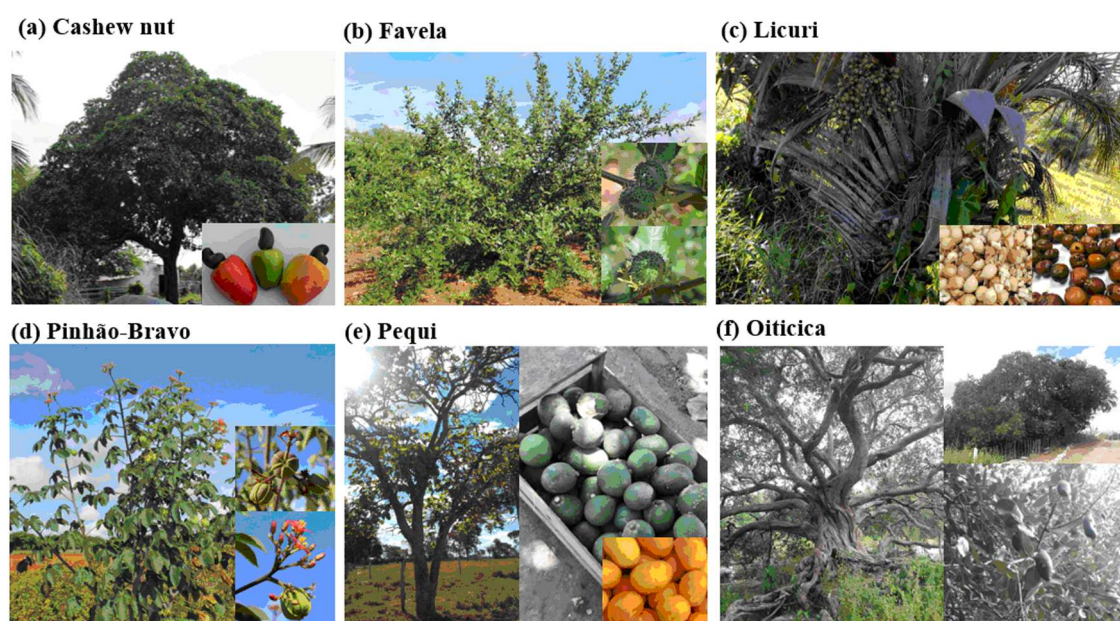 (a) Cashew nut
(b) Favela
(c) Licuri
(d) Pinhão-Bravo
(e) Pequi
(f) Oiticica